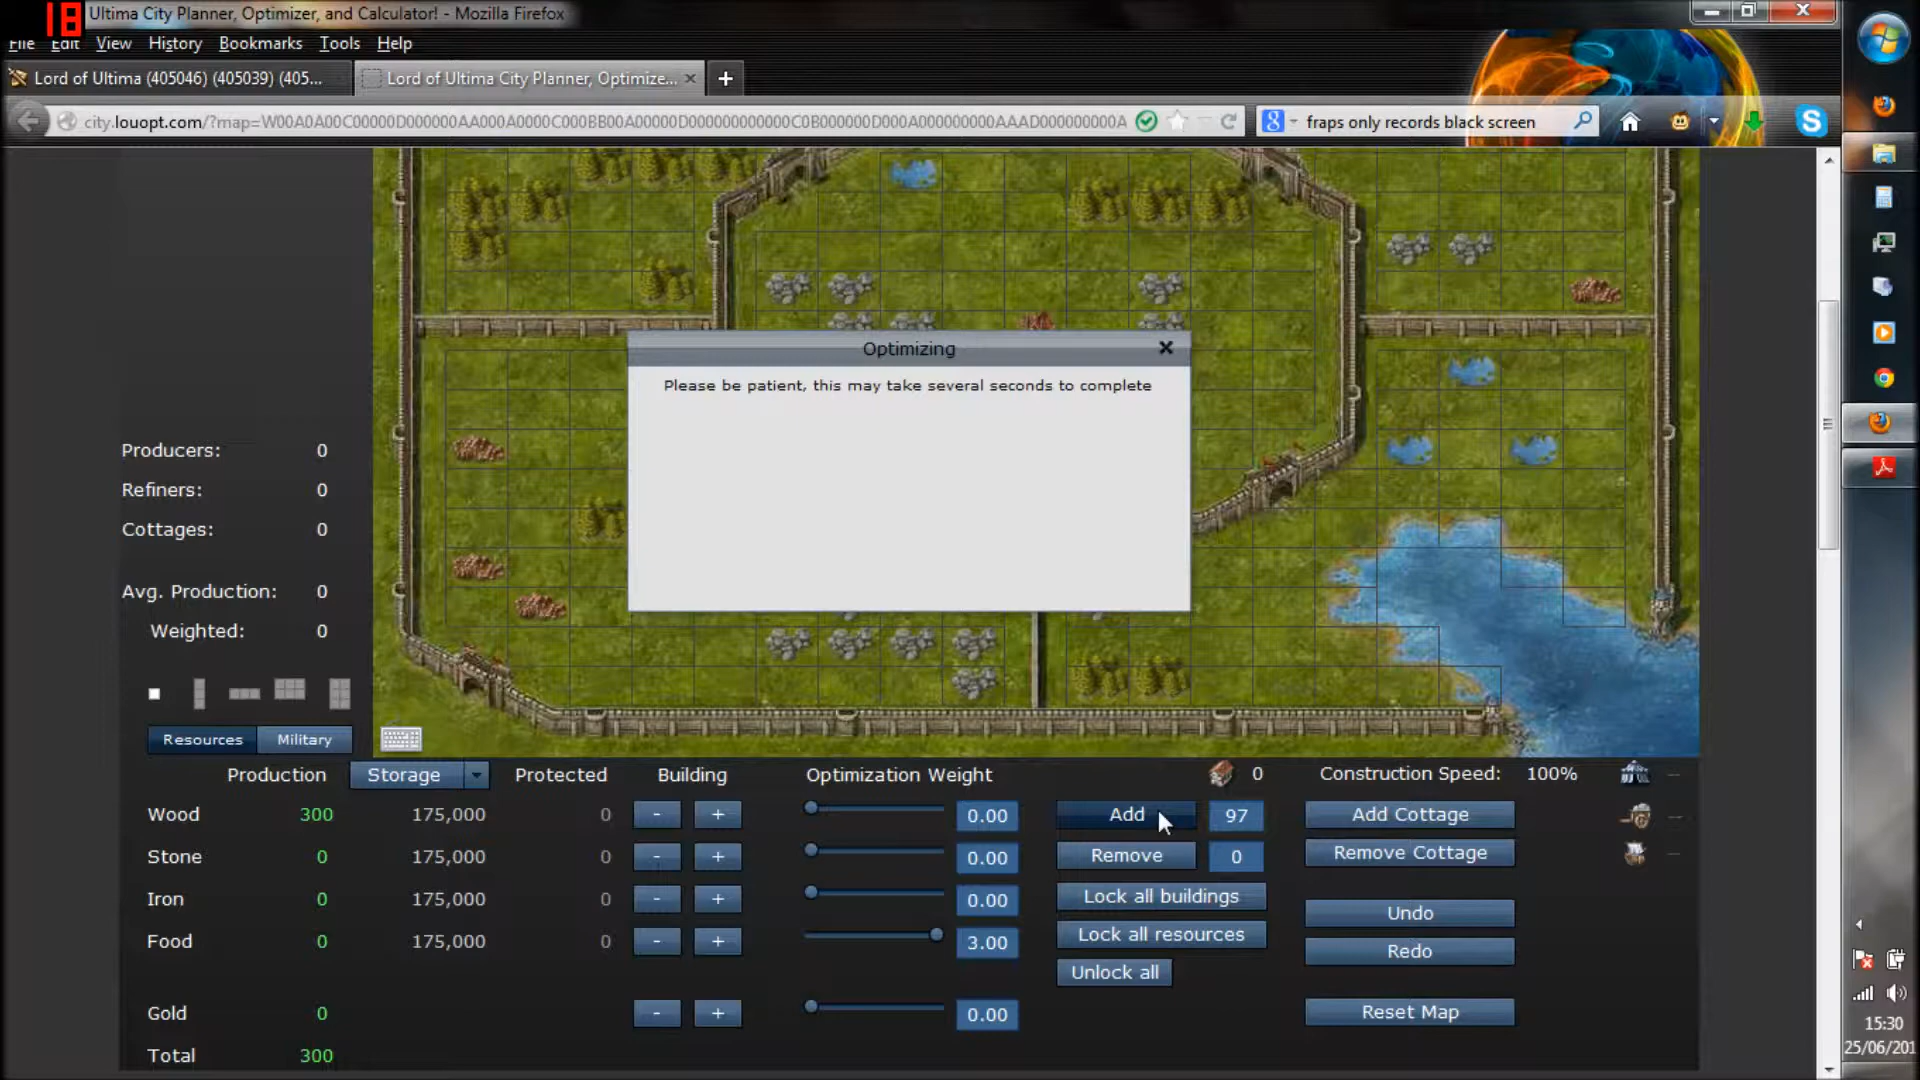 18
Ultima City Planner, Optimizer, and Calculator! - Mozilla Firefox
File Edit View History Bookmarks Tools Help
Lord of Ultima (405046) (405039) (405...
Lord of Ultima City Planner, Optimize...
city.louopt.com/?map=W00A0A00C00000D000000AA000A0000C000BB00A00000D000000000000C0B000000D000A000000000AAAD000000000A
fraps only records black screen
Optimizing
Please be patient, this may take several seconds to complete
Producers: 0
Refiners: 0
Cottages: 0
Avg. Production: 0
Weighted: 0
Resources Military
Production Storage Protected Building Optimization Weight 0 Construction Speed: 100% --
Wood 300 175,000 0 - + 0.00 Add 97 Add Cottage --
Stone 0 175,000 0 - + 0.00 Remove 0 Remove Cottage --
Iron 0 175,000 0 - + 0.00 Lock all buildings Undo
Food 0 175,000 0 - + 3.00 Lock all resources Redo
Unlock all
Gold 0 - + 0.00 Reset Map
Total 300
15:30
25/06/201